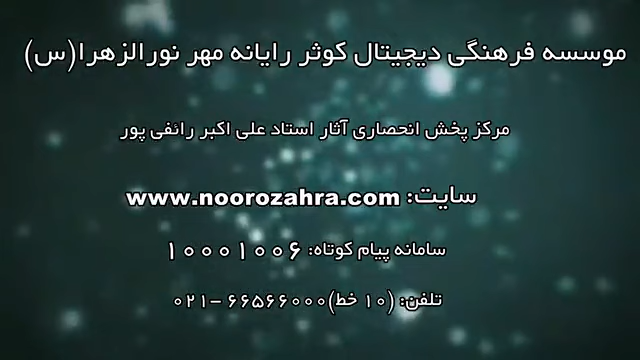 موسسه فرهنگی دیجیتال کوثر رایانه مهر نورالزهرا(س)
مرکز پخش انحصاری آثار استاد علی اکبر رائفی پور
سایت: www.noorozahra.com
سامانه پیام کوتاه: ۱۰۰۰۱۰۰۶
تلفن: (۱۰ خط)۶۶۵۶۶۰۰۰ -۰۲۱